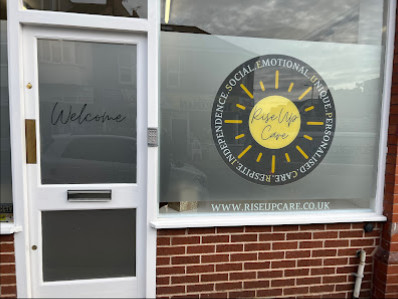 Welcome
INDEPENDENCE.SOCIAL.EMOTIONAL.UNIQUE.PERSONALISED.CARE.RESPITE.
Rise Up
Care
WWW.RISEUPCARE.CO.UK